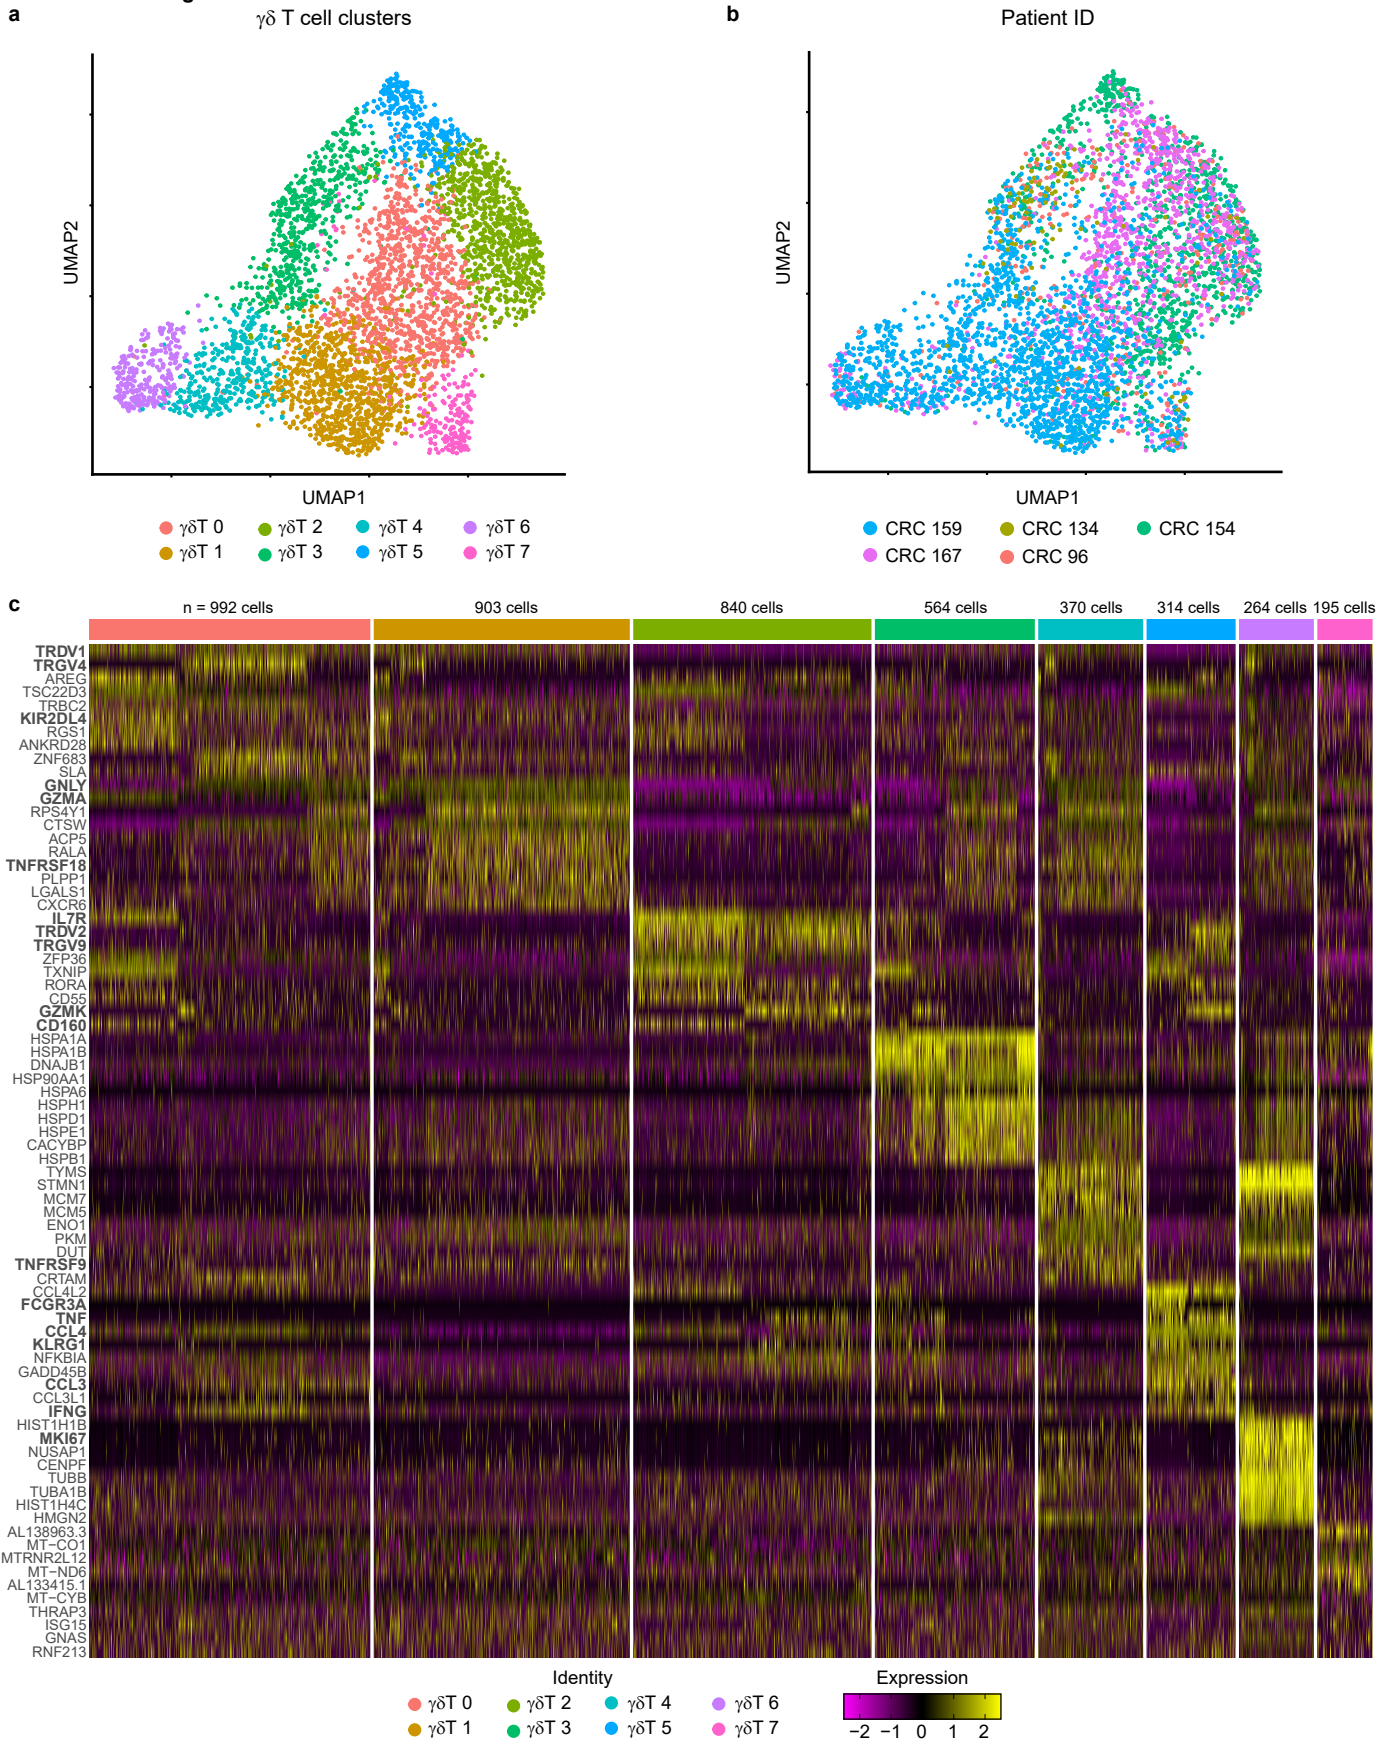 a
γδ T cell clusters
UMAP2
UMAP1
γδT 0
γδT 2
γδT 4
γδT 6
γδT 1
γδT 3
γδT 5
γδT 7
b
Patient ID
UMAP2
UMAP1
CRC 159
CRC 134
CRC 154
CRC 167
CRC 96
c
n = 992 cells
903 cells
840 cells
564 cells
370 cells
314 cells
264 cells
195 cells
TRDV1
TRGV4
AREG
TSC22D3
TRBC2
KIR2DL4
RGS1
ANKRD28
ZNF683
SLA
GNLY
GZMA
RPS4Y1
CTSW
ACP5
RALA
TNFRSF18
PLPP1
LGALS1
CXCR6
IL7R
TRDV2
TRGV9
ZFP36
TXNIP
RORA
CD55
GZMK
CD160
HSPA1A
HSPA1B
DNAJB1
HSP90AA1
HSPA6
HSPH1
HSPD1
HSPE1
CACYBP
HSPB1
TYMS
STMN1
MCM7
MCM5
ENO1
PKM
DUT
TNFRSF9
CRTAM
CCL4L2
FCGR3A
TNF
CCL4
KLRG1
NFKBIA
GADD45B
CCL3
CCL3L1
IFNG
HIST1H1B
MKI67
NUSAP1
CENPF
TUBB
TUBA1B
HIST1H4C
HMGN2
AL138963.3
MT−CO1
MTRNR2L12
MT−ND6
AL133415.1
MT−CYB
THRAP3
ISG15
GNAS
RNF213
Identity
γδT 0
γδT 2
γδT 4
γδT 6
γδT 1
γδT 3
γδT 5
γδT 7
Expression
−2 −1 0 1 2